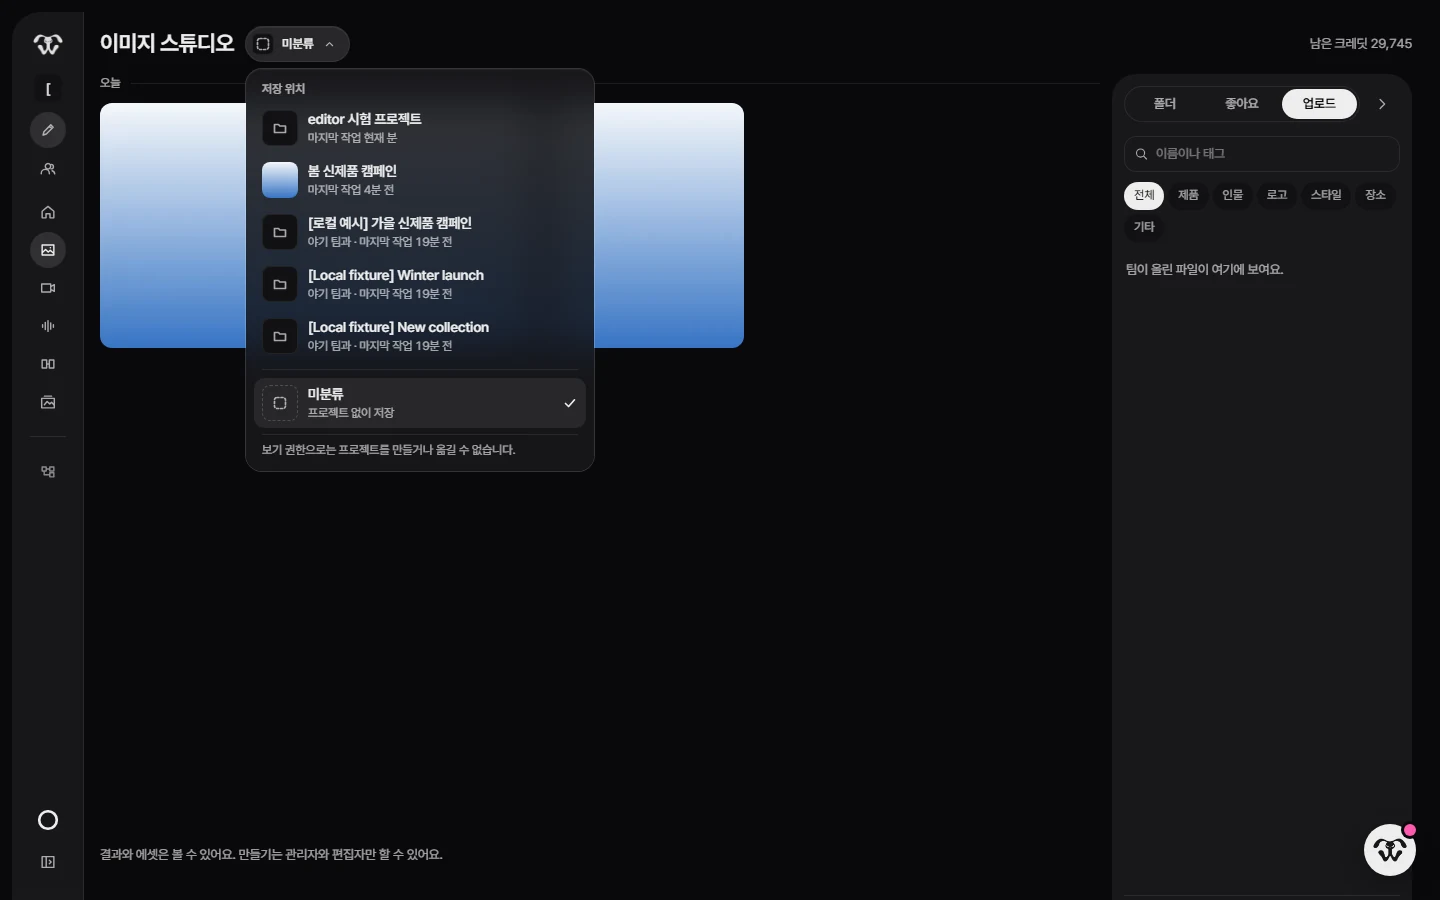 이미지 스튜디오
미분류
남은 크레딧 29,745
[
오늘
저장 위치
editor 시험 프로젝트
마지막 작업 현재 분
봄 신제품 캠페인
마지막 작업 4분 전
[로컬 예시] 가을 신제품 캠페인
야기 팀과 · 마지막 작업 19분 전
[Local fixture] Winter launch
야기 팀과 · 마지막 작업 19분 전
[Local fixture] New collection
야기 팀과 · 마지막 작업 19분 전
미분류
프로젝트 없이 저장
보기 권한으로는 프로젝트를 만들거나 옮길 수 없습니다.
폴더
좋아요
업로드
이름이나 태그
전체
제품
인물
로고
스타일
장소
기타
팀이 올린 파일이 여기에 보여요.
결과와 에셋은 볼 수 있어요. 만들기는 관리자와 편집자만 할 수 있어요.